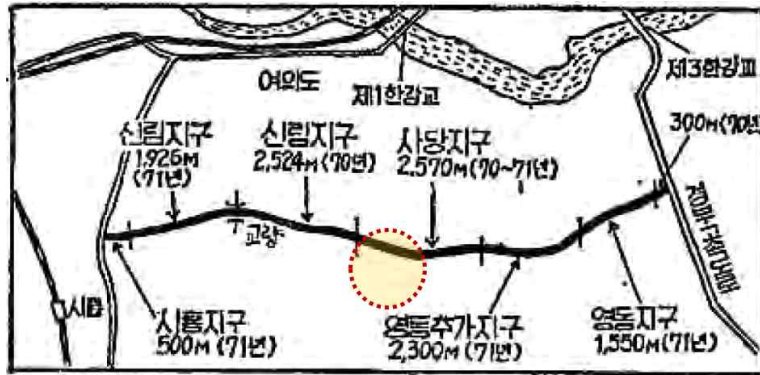 여의도
제1한강교
제3한강교
신림지구
1,926M
(71년)
신림지구
2,524M
(70년)
사당지구
2,570M (70~71년)
300M(70년)
교량
시흥
시흥지구
500M (71년)
영동추가지구
2,300M (71년)
영동지구
1,550M (71년)